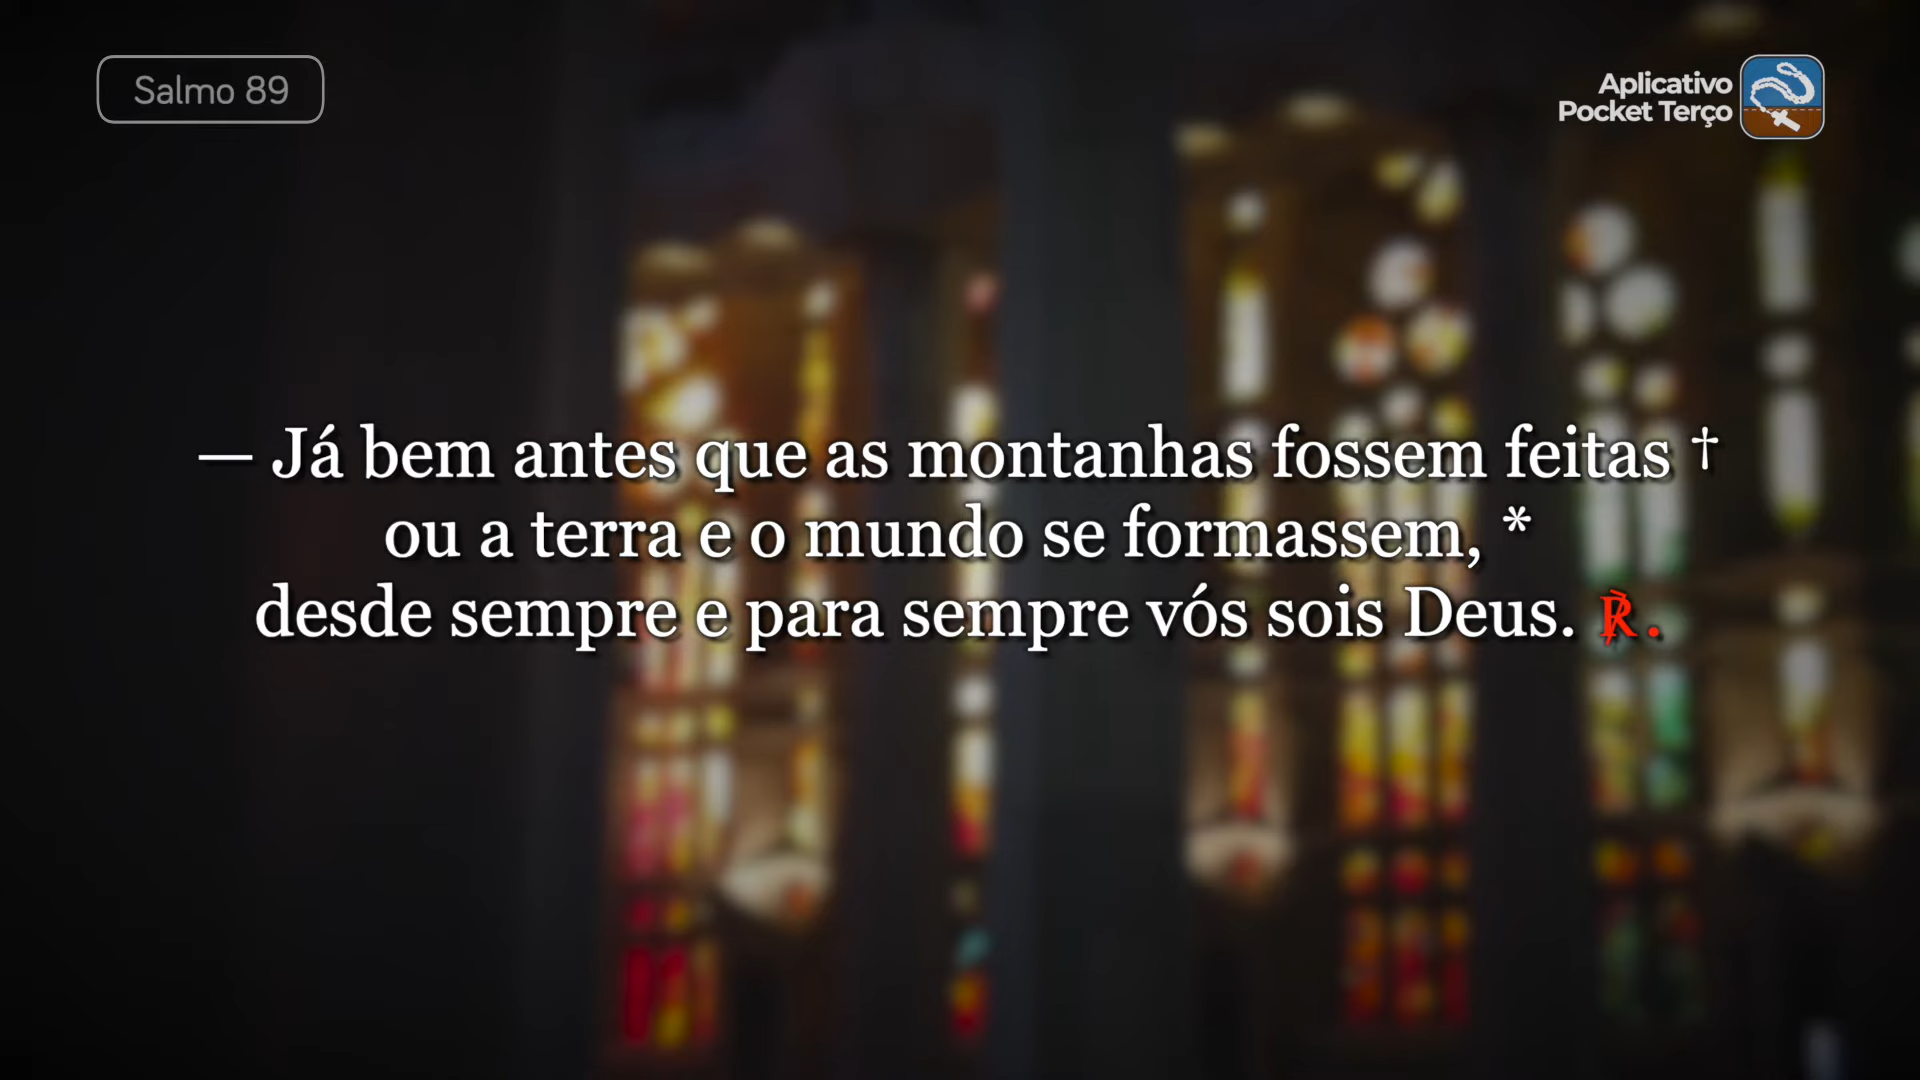 Salmo 89
Aplicativo
Pocket Terço
— Já bem antes que as montanhas fossem feitas †
ou a terra e o mundo se formassem, *
desde sempre e para sempre vós sois Deus. ℟.